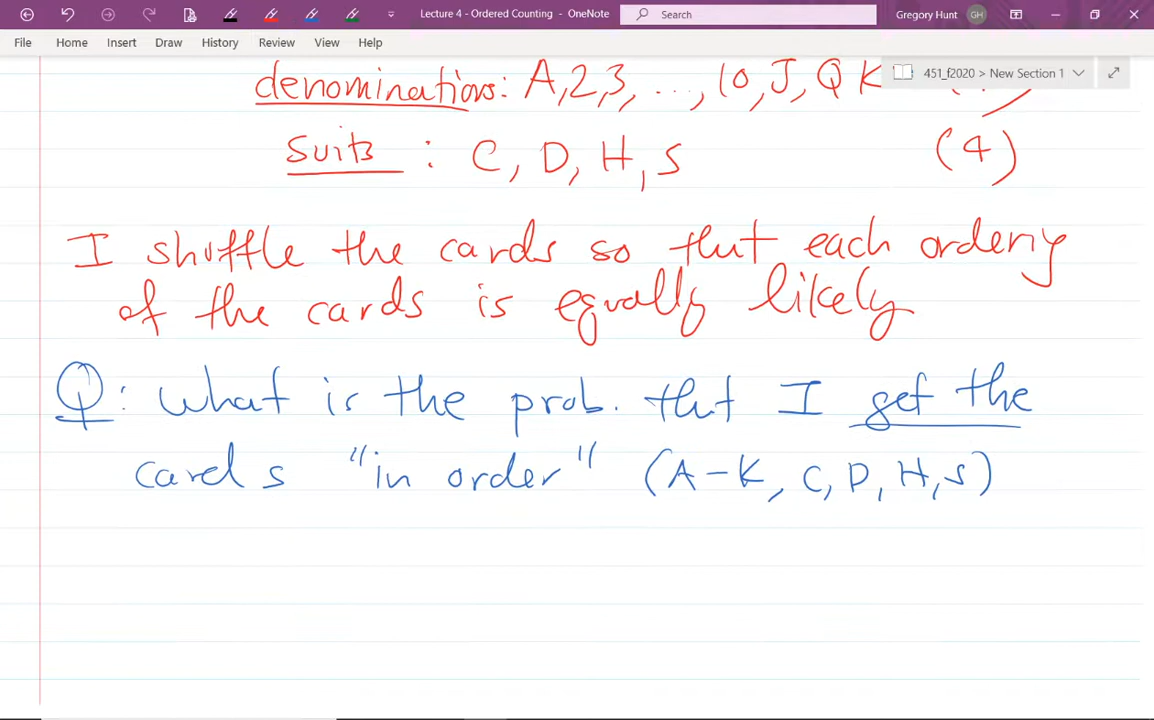 Lecture 4 - Ordered Counting - OneNote
Search
Gregory Hunt GH
File Home Insert Draw History Review View Help
451_f2020 > New Section 1
denominations: A, 2, 3, ..., 10, J, Q K
suits : C, D, H, S (4)
I shuffle the cards so that each ordering
of the cards is equally likely
Q: What is the prob. that I get the
cards "in order" (A-K, C, D, H, S)